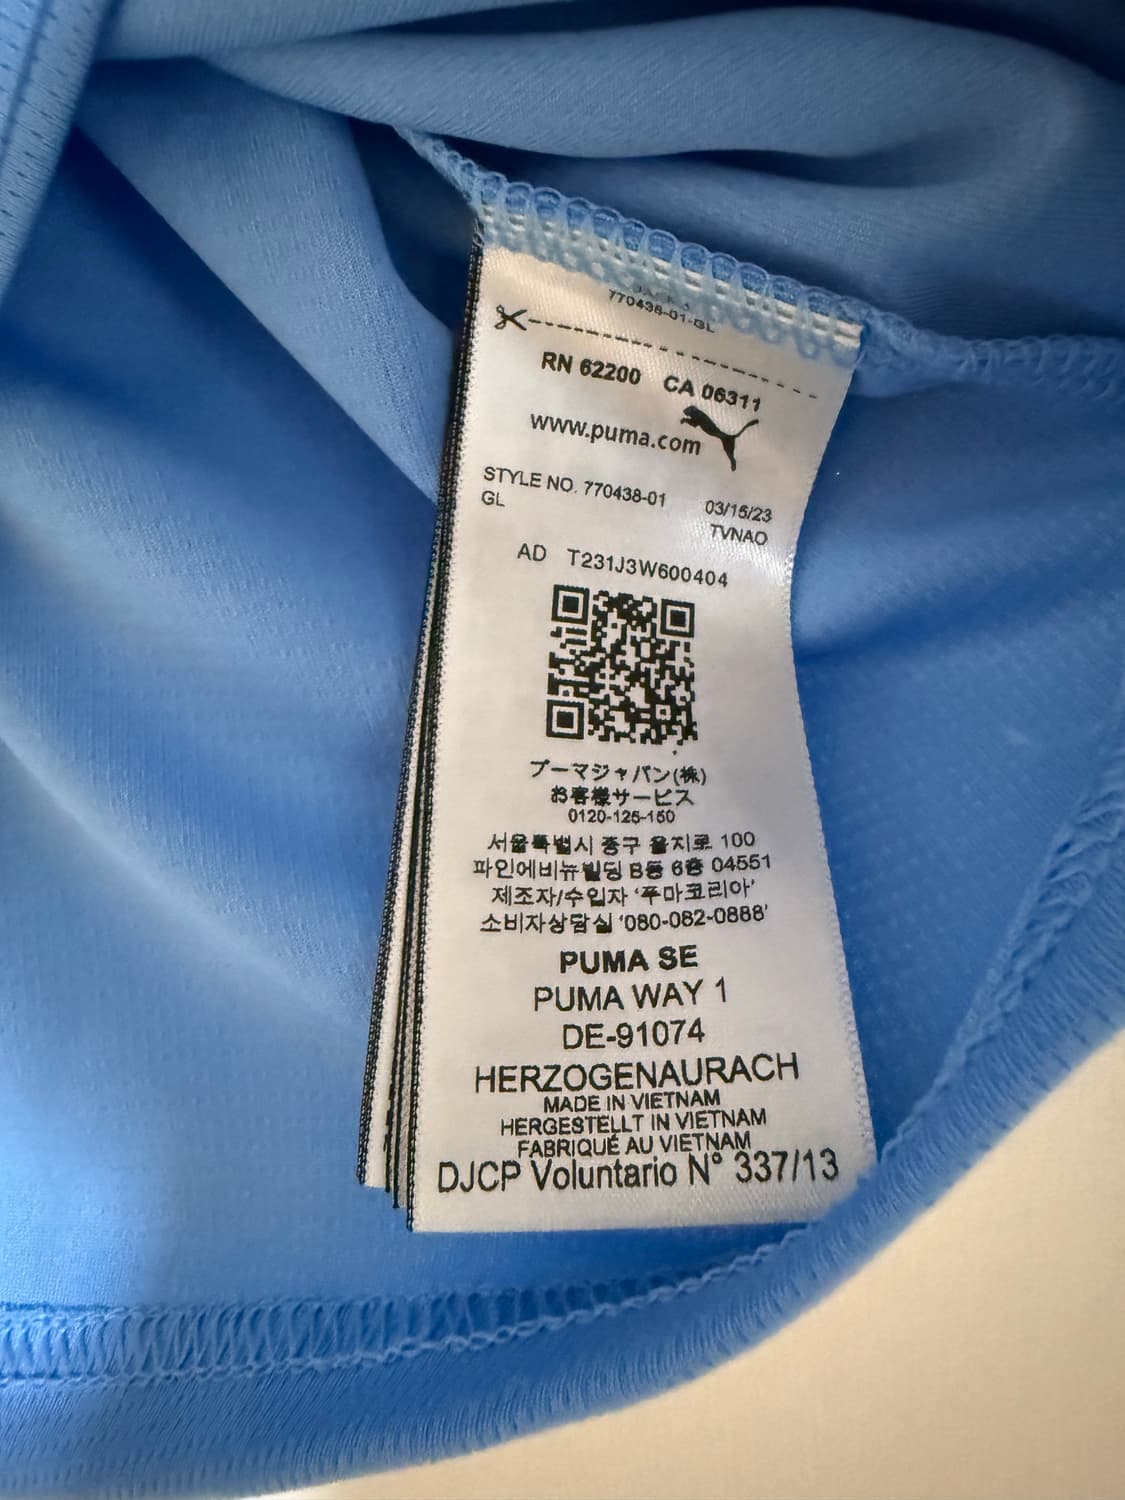 770438-01-GL
RN 62200 CA 06311
www.puma.com
STYLE NO. 770438-01 03/15/23
GL TVNAO
AD T231J3W600404
プーマジャパン(株)
お客様サービス
0120-125-150
서울특별시 중구 을지로 100
파인에비뉴빌딩 B동 6층 04551
제조자/수입자 '푸마코리아'
소비자상담실 '080-082-0888'
PUMA SE
PUMA WAY 1
DE-91074
HERZOGENAURACH
MADE IN VIETNAM
HERGESTELLT IN VIETNAM
FABRIQUÉ AU VIETNAM
DJCP Voluntario N° 337/13